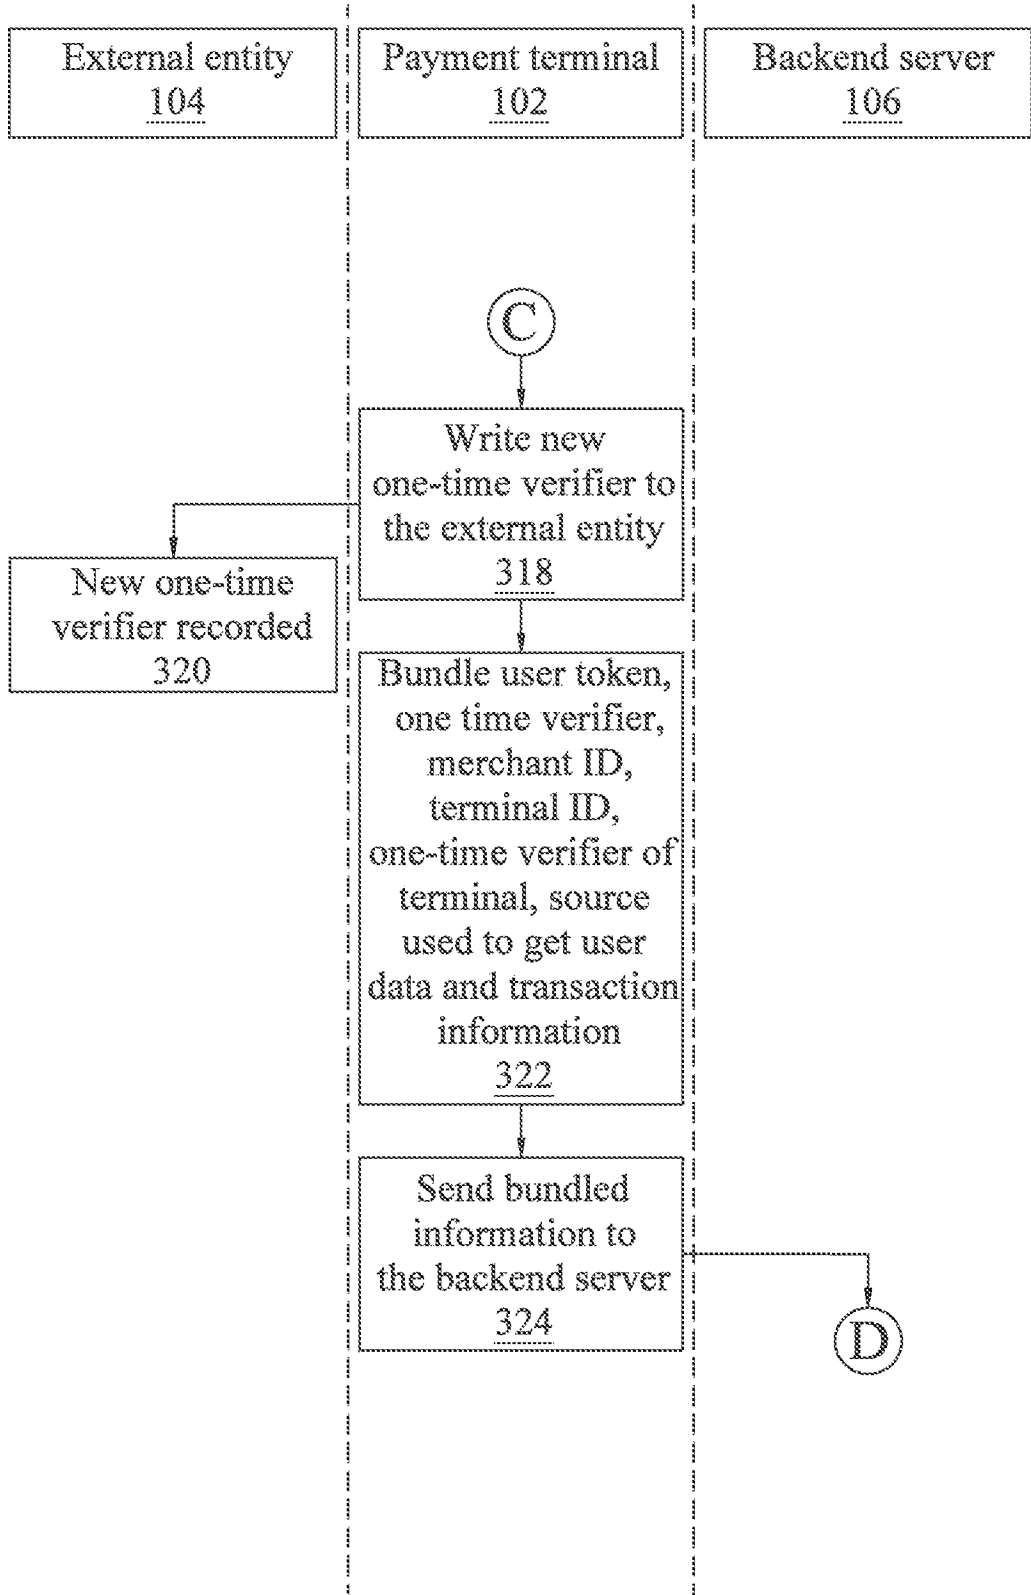 External entity
104
Payment terminal
102
Backend server
106
C
Write new
one-time verifier to
the external entity
318
New one-time
verifier recorded
320
Bundle user token,
one time verifier,
merchant ID,
terminal ID,
one-time verifier of
terminal, source
used to get user
data and transaction
information
322
Send bundled
information to
the backend server
324
D